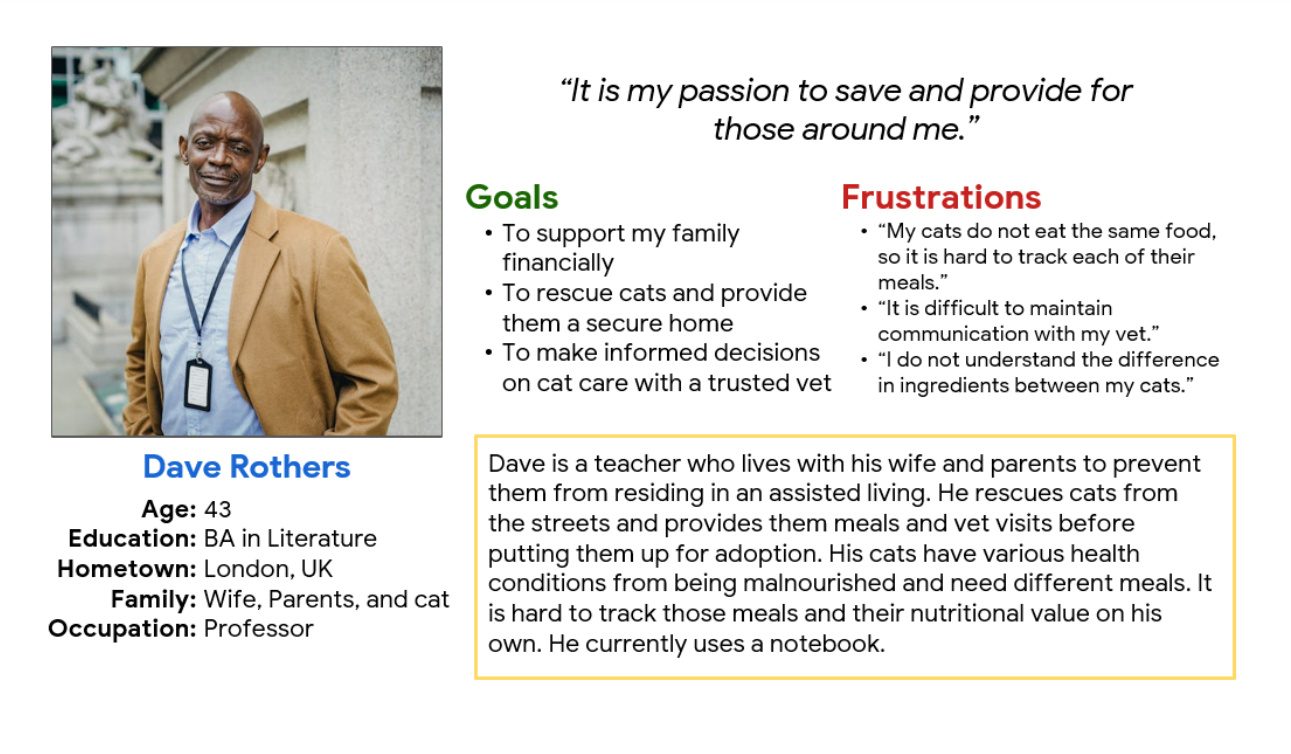 “It is my passion to save and provide for
those around me.”
Goals
• To support my family
financially
• To rescue cats and provide
them a secure home
• To make informed decisions
on cat care with a trusted vet
Frustrations
• “My cats do not eat the same food,
so it is hard to track each of their
meals.”
• “It is difficult to maintain
communication with my vet.”
• “I do not understand the difference
in ingredients between my cats.”
Dave Rothers
Age: 43
Education: BA in Literature
Hometown: London, UK
Family: Wife, Parents, and cat
Occupation: Professor
Dave is a teacher who lives with his wife and parents to prevent
them from residing in an assisted living. He rescues cats from
the streets and provides them meals and vet visits before
putting them up for adoption. His cats have various health
conditions from being malnourished and need different meals. It
is hard to track those meals and their nutritional value on his
own. He currently uses a notebook.